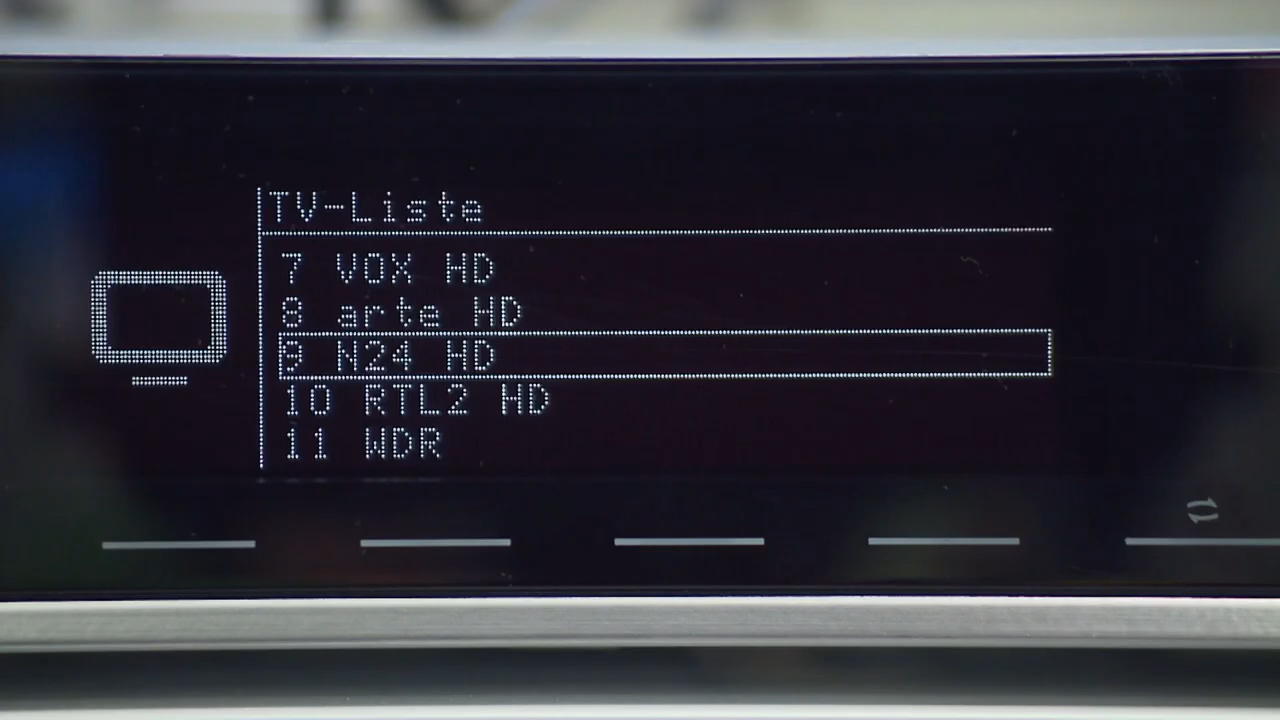 TV-Liste
7 VOX HD
8 arte HD
9 N24 HD
10 RTL2 HD
11 WDR